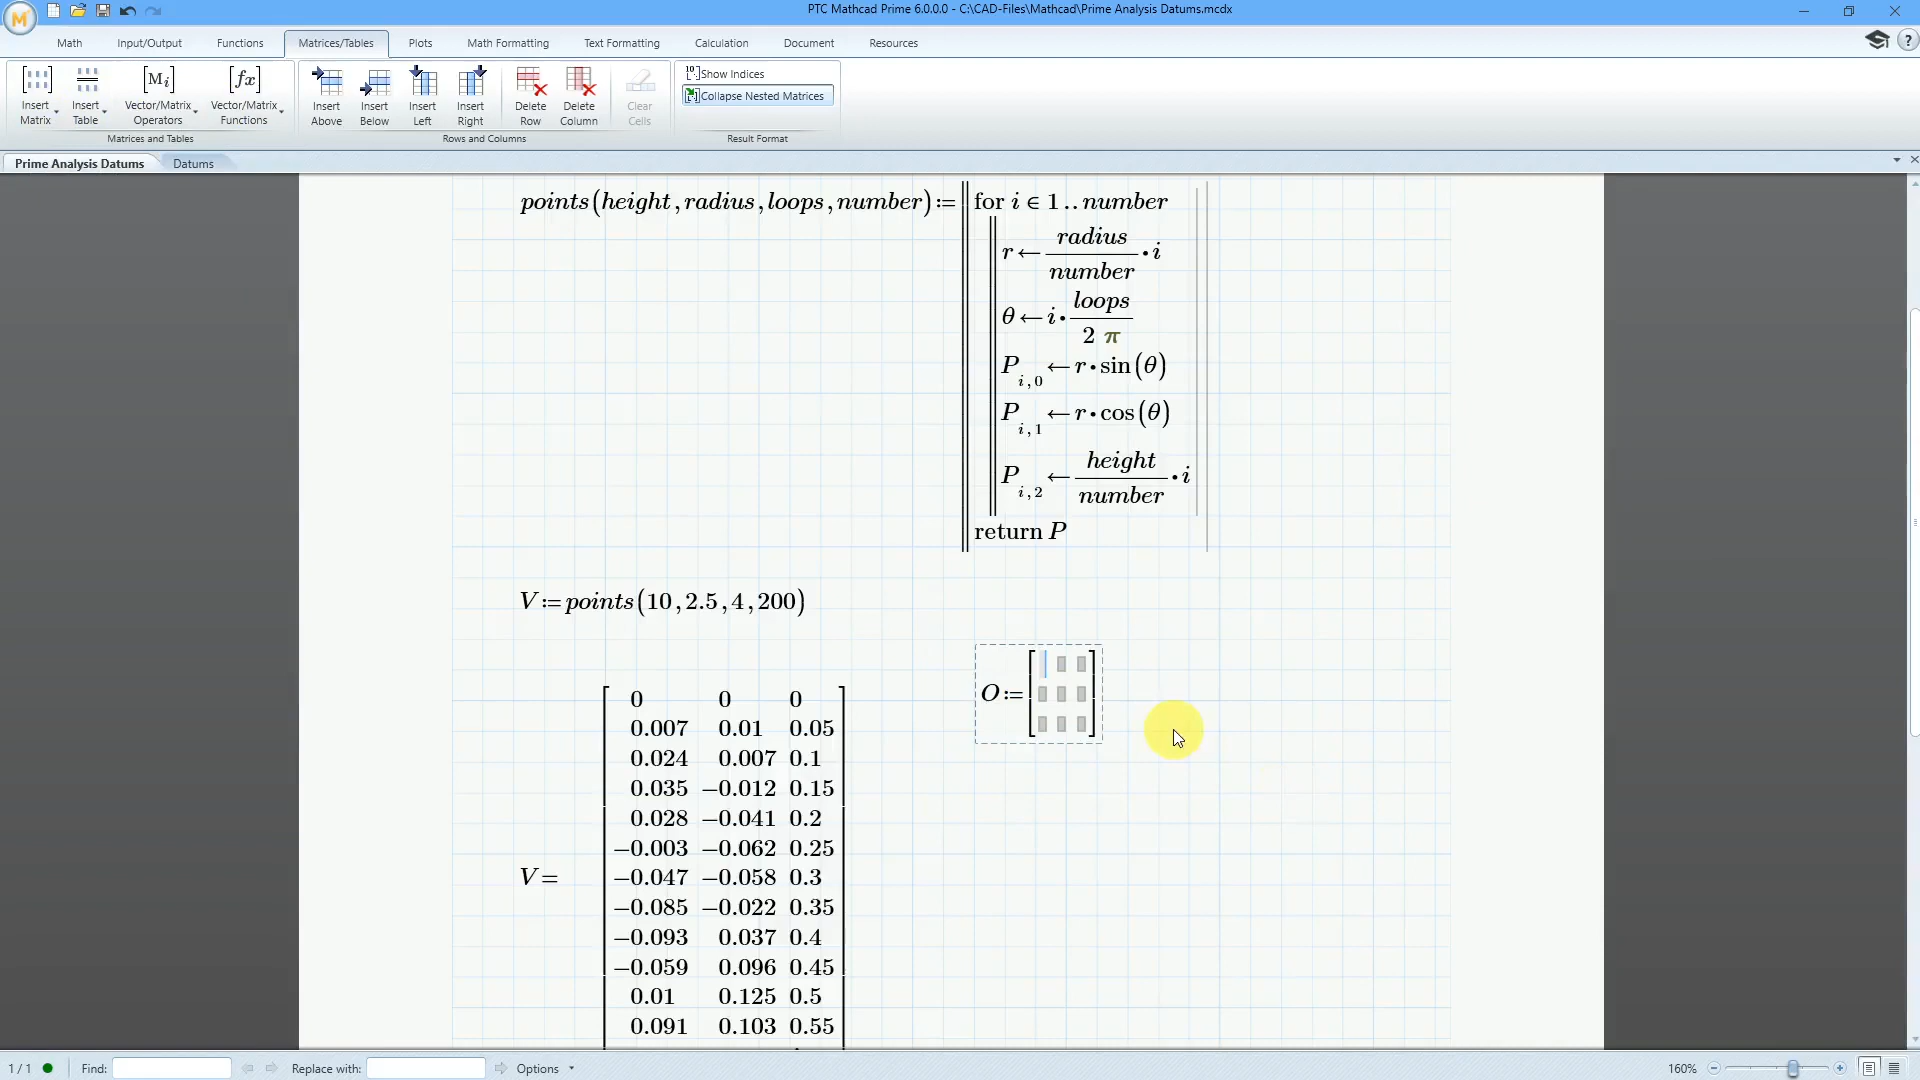 PTC Mathcad Prime 6.0.0.0 - C:\CAD-Files\Mathcad\Prime Analysis Datums.mcdx
Math Input/Output Functions Matrices/Tables Plots Math Formatting Text Formatting Calculation Document Resources
Insert Matrix
Insert Table
Vector/Matrix Operators
Vector/Matrix Functions
Insert Above
Insert Below
Insert Left
Insert Right
Delete Row
Delete Column
Clear Cells
Show Indices
Collapse Nested Matrices
Matrices and Tables
Rows and Columns
Result Format
Prime Analysis Datums Datums
points(height,radius,loops,number):= for i ∈ 1..number
r ← radius/number • i
θ ← i • loops/2 π
P i,0 ← r • sin(θ)
P i,1 ← r • cos(θ)
P i,2 ← height/number • i
return P
V:=points(10,2.5,4,200)
O:=
V=
0 0 0
0.007 0.01 0.05
0.024 0.007 0.1
0.035 −0.012 0.15
0.028 −0.041 0.2
−0.003 −0.062 0.25
−0.047 −0.058 0.3
−0.085 −0.022 0.35
−0.093 0.037 0.4
−0.059 0.096 0.45
0.01 0.125 0.5
0.091 0.103 0.55
1 / 1 Find: Replace with: Options 160%